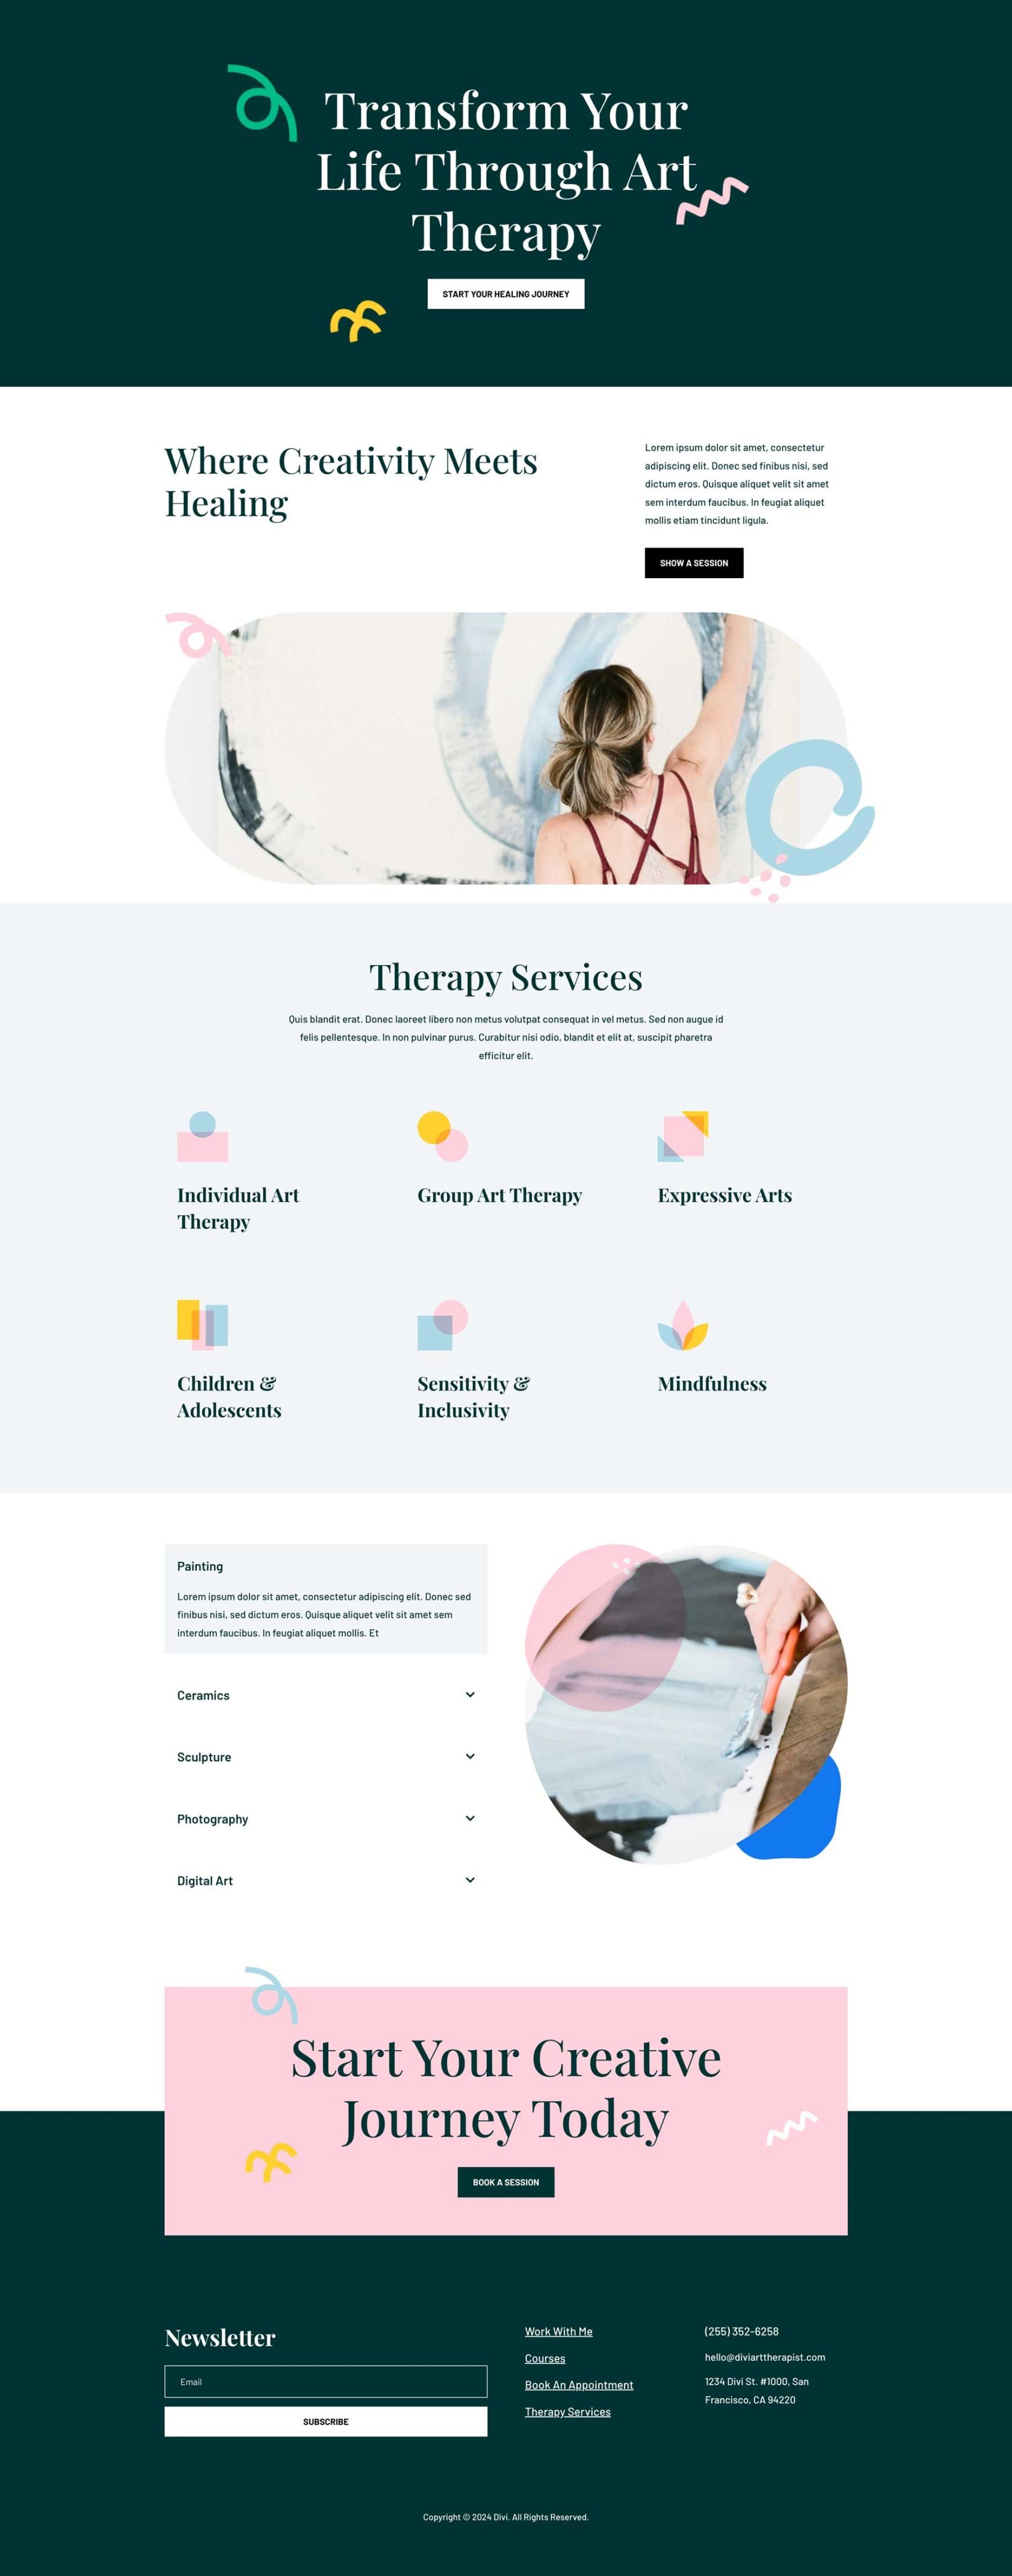 Transform Your
Life Through Art
Therapy
START YOUR HEALING JOURNEY
Where Creativity Meets
Healing
Lorem ipsum dolor sit amet, consectetur
adipiscing elit. Donec sed finibus nisi, sed
dictum eros. Quisque aliquet velit sit amet
sem interdum faucibus. In feugiat aliquet
mollis etiam tincidunt ligula.
SHOW A SESSION
Therapy Services
Quis blandit erat. Donec laoreet libero non metus volutpat consequat in vel metus. Sed non augue id
felis pellentesque. In non pulvinar purus. Curabitur nisi odio, blandit et elit at, suscipit pharetra
efficitur elit.
Individual Art
Therapy
Group Art Therapy
Expressive Arts
Children &
Adolescents
Sensitivity &
Inclusivity
Mindfulness
Painting
Lorem ipsum dolor sit amet, consectetur adipiscing elit. Donec sed
finibus nisi, sed dictum eros. Quisque aliquet velit sit amet sem
interdum faucibus. In feugiat aliquet mollis. Et
Ceramics
Sculpture
Photography
Digital Art
Start Your Creative
Journey Today
BOOK A SESSION
Newsletter
Email
SUBSCRIBE
Work With Me
Courses
Book An Appointment
Therapy Services
(255) 352-6258
hello@diviarttherapist.com
1234 Divi St. #1000, San
Francisco, CA 94220
Copyright © 2024 Divi. All Rights Reserved.